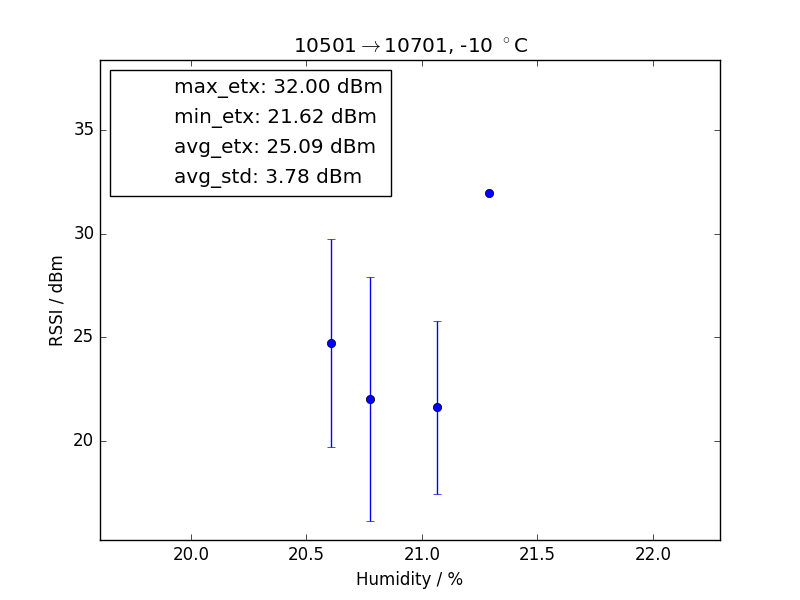 10501→10701, -10 °C
max_etx: 32.00 dBm
min_etx: 21.62 dBm
avg_etx: 25.09 dBm
avg_std: 3.78 dBm
35
30
25
20
RSSI / dBm
20.0 20.5 21.0 21.5 22.0
Humidity / %